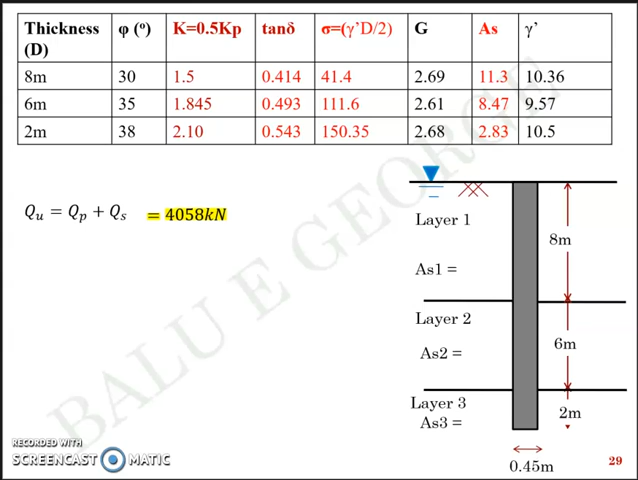 Thickness (D) φ (°) K=0.5Kp tanδ σ=(γ'D/2) G As γ'
8m 30 1.5 0.414 41.4 2.69 11.3 10.36
6m 35 1.845 0.493 111.6 2.61 8.47 9.57
2m 38 2.10 0.543 150.35 2.68 2.83 10.5
Qu = Qp + Qs = 4058kN
Layer 1
8m
As1 =
Layer 2
6m
As2 =
Layer 3
2m
As3 =
0.45m
BALU E GEORGE
RECORDED WITH
SCREENCAST MATIC
29